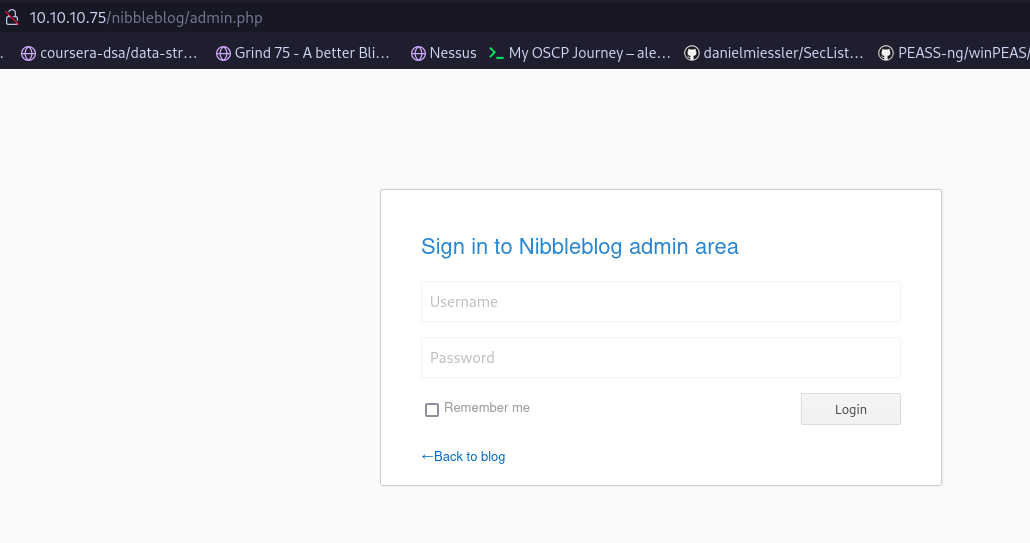 10.10.10.75/nibbleblog/admin.php
. coursera-dsa/data-str… Grind 75 - A better Bli… Nessus My OSCP Journey – ale… danielmiessler/SecList… PEASS-ng/winPEAS/
Sign in to Nibbleblog admin area
Username
Password
Remember me Login
←Back to blog